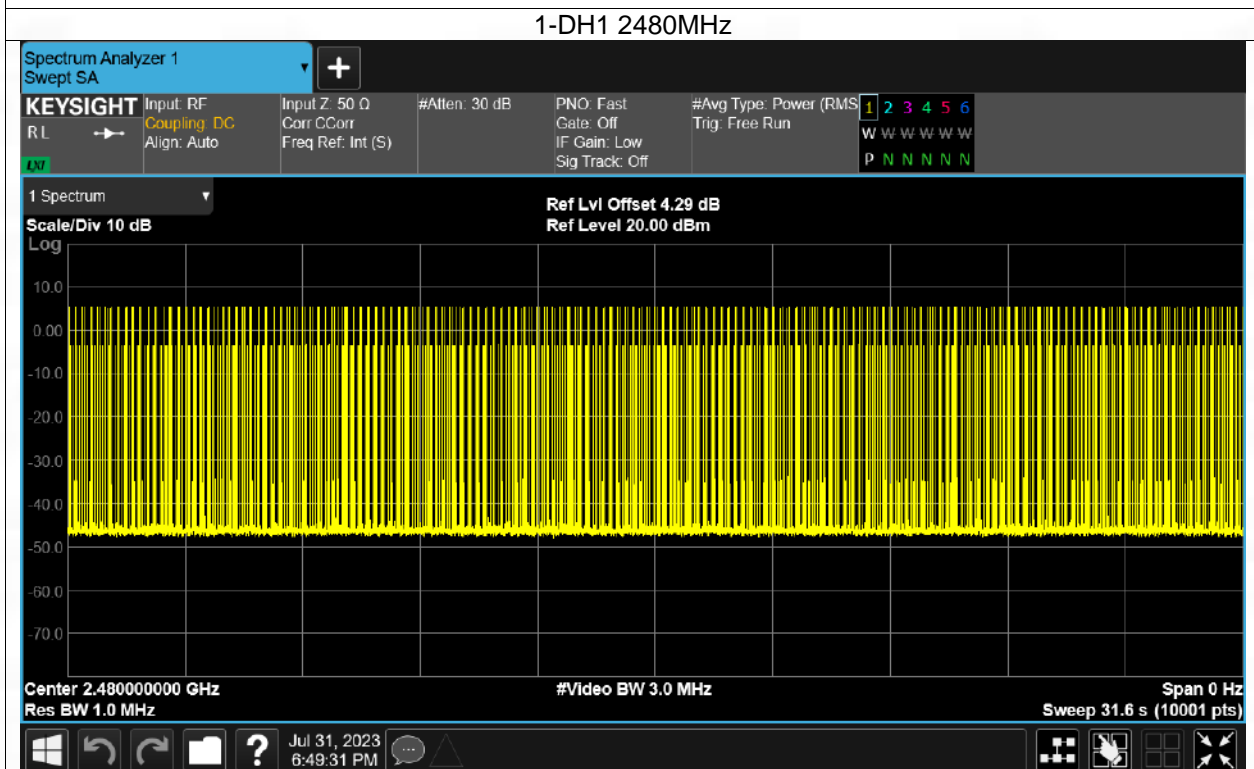 1-DH1 2480MHz
Spectrum Analyzer 1
Swept SA
+
KEYSIGHT
RL
LXI
Input: RF
Coupling: DC
Align: Auto
Input Z: 50 Ω
Corr CCorr
Freq Ref: Int (S)
#Atten: 30 dB
PNO: Fast
Gate: Off
IF Gain: Low
Sig Track: Off
#Avg Type: Power (RMS
Trig: Free Run
1 2 3 4 5 6
W W W W W W
P N N N N N
1 Spectrum
Scale/Div 10 dB
Ref Lvl Offset 4.29 dB
Ref Level 20.00 dBm
Log
10.0
0.00
-10.0
-20.0
-30.0
-40.0
-50.0
-60.0
-70.0
Center 2.480000000 GHz
#Video BW 3.0 MHz
Span 0 Hz
Res BW 1.0 MHz
Sweep 31.6 s (10001 pts)
?
Jul 31, 2023
6:49:31 PM